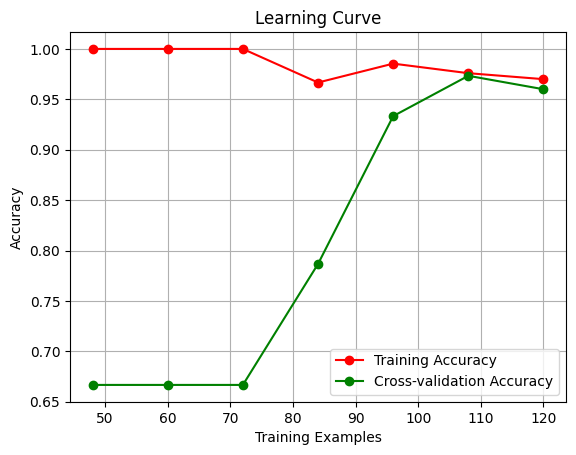 Learning Curve
1.00
0.95
0.90
0.85
0.80
0.75
0.70
0.65
Accuracy
Training Accuracy
Cross-validation Accuracy
50 60 70 80 90 100 110 120
Training Examples